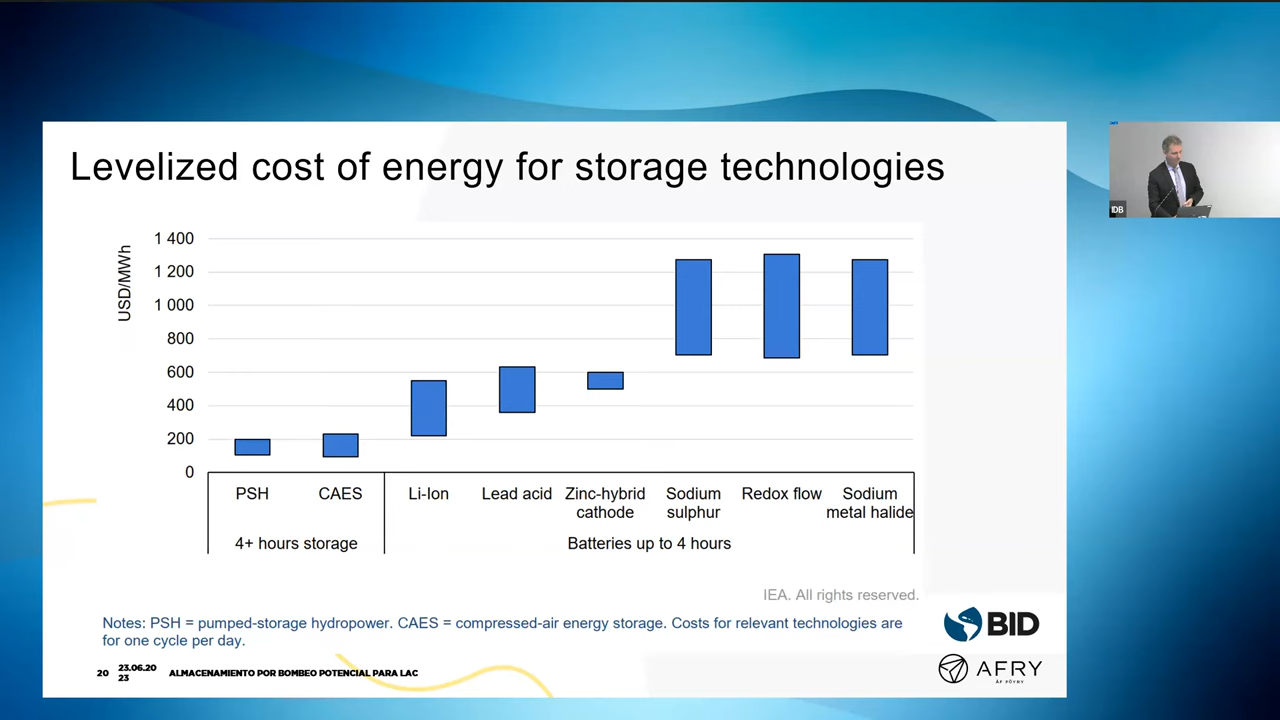 Levelized cost of energy for storage technologies
USD/MWh
1 400
1 200
1 000
800
600
400
200
0
PSH
CAES
Li-Ion
Lead acid
Zinc-hybrid
cathode
Sodium
sulphur
Redox flow
Sodium
metal halide
4+ hours storage
Batteries up to 4 hours
IEA. All rights reserved.
Notes: PSH = pumped-storage hydropower. CAES = compressed-air energy storage. Costs for relevant technologies are
for one cycle per day.
BID
AFRY
ÅF PÖYRY
20
23.06.20
23
ALMACENAMIENTO POR BOMBEO POTENCIAL PARA LAC
IDB